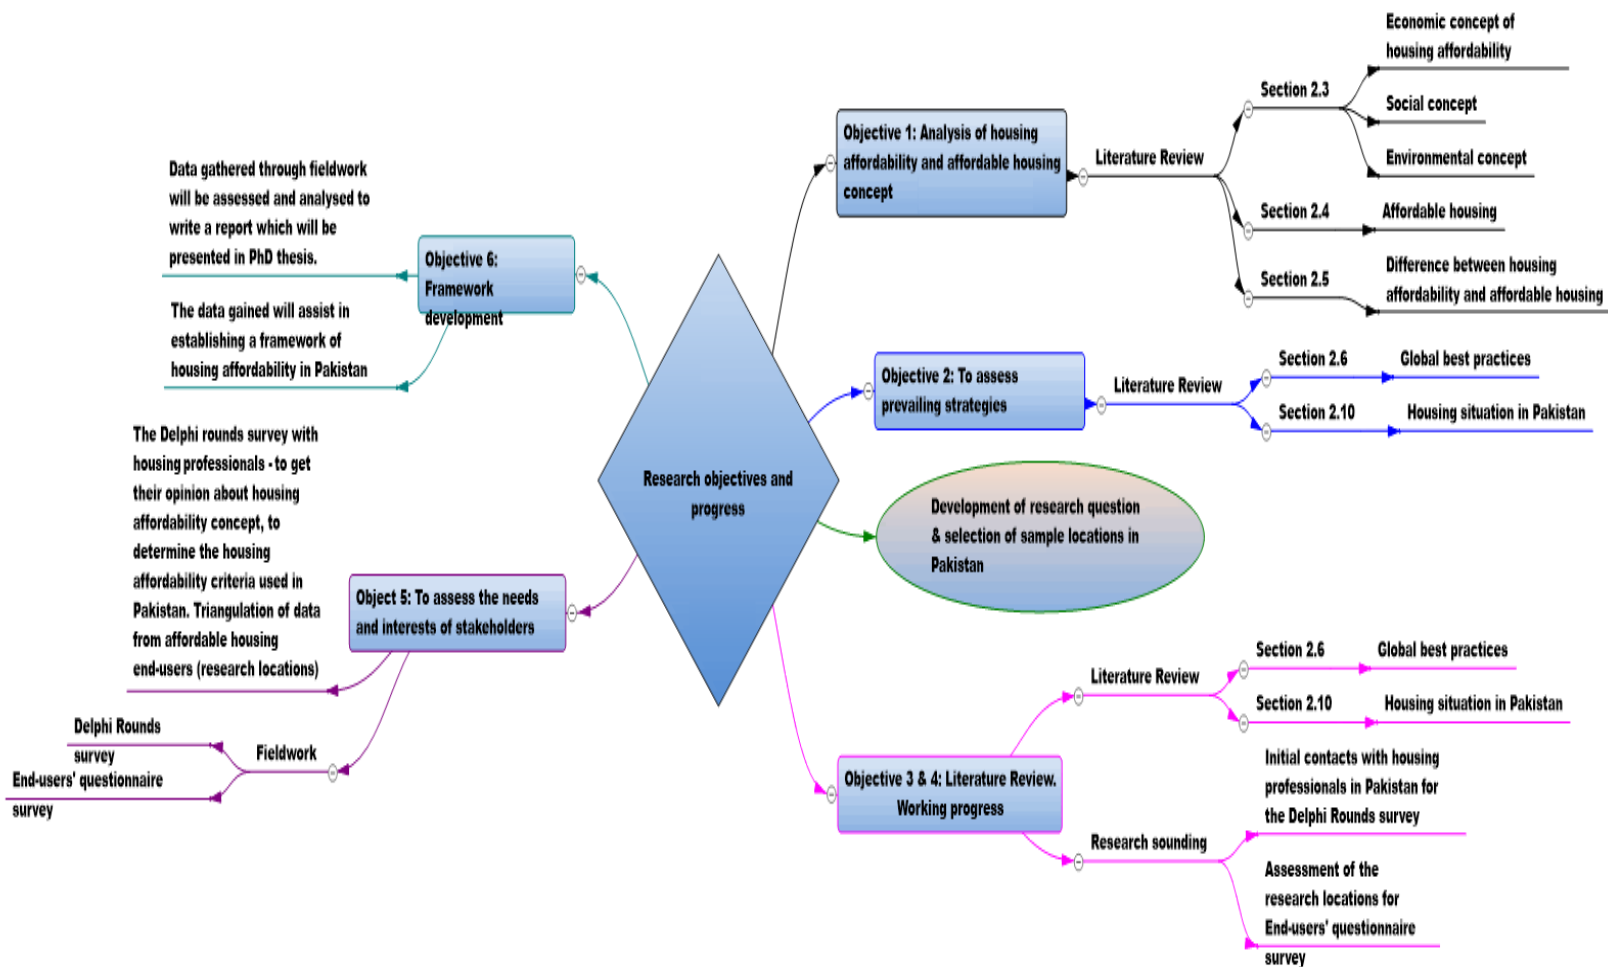 Research objectives and
progress
Objective 1: Analysis of housing
affordability and affordable housing
concept
Literature Review
Section 2.3
Economic concept of
housing affordability
Social concept
Environmental concept
Section 2.4
Affordable housing
Section 2.5
Difference between housing
affordability and affordable housing
Objective 2: To assess
prevailing strategies
Literature Review
Section 2.6
Global best practices
Section 2.10
Housing situation in Pakistan
Development of research question
& selection of sample locations in
Pakistan
Objective 3 & 4: Literature Review.
Working progress
Literature Review
Section 2.6
Global best practices
Section 2.10
Housing situation in Pakistan
Research sounding
Initial contacts with housing
professionals in Pakistan for
the Delphi Rounds survey
Assessment of the
research locations for
End-users' questionnaire
survey
Object 5: To assess the needs
and interests of stakeholders
The Delphi rounds survey with
housing professionals - to get
their opinion about housing
affordability concept, to
determine the housing
affordability criteria used in
Pakistan. Triangulation of data
from affordable housing
end-users (research locations)
Fieldwork
Delphi Rounds
survey
End-users' questionnaire
survey
Objective 6:
Framework
development
Data gathered through fieldwork
will be assessed and analysed to
write a report which will be
presented in PhD thesis.
The data gained will assist in
establishing a framework of
housing affordability in Pakistan